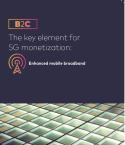 B2C
The key element for
5G monetization:
Enhanced mobile broadband